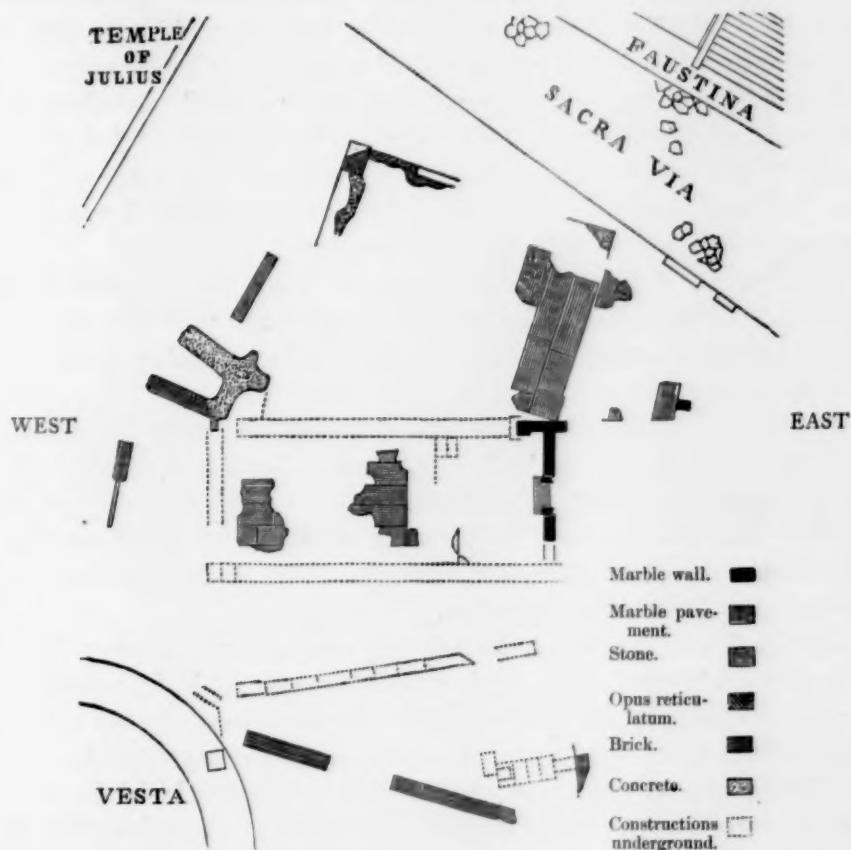 TEMPLE
OF
JULIUS
FAUSTINA
SACRA VIA
WEST
EAST
VESTA
Marble wall.
Marble pave-
ment.
Stone.
Opus reticu-
latum.
Brick.
Concrete.
Constructions
underground.